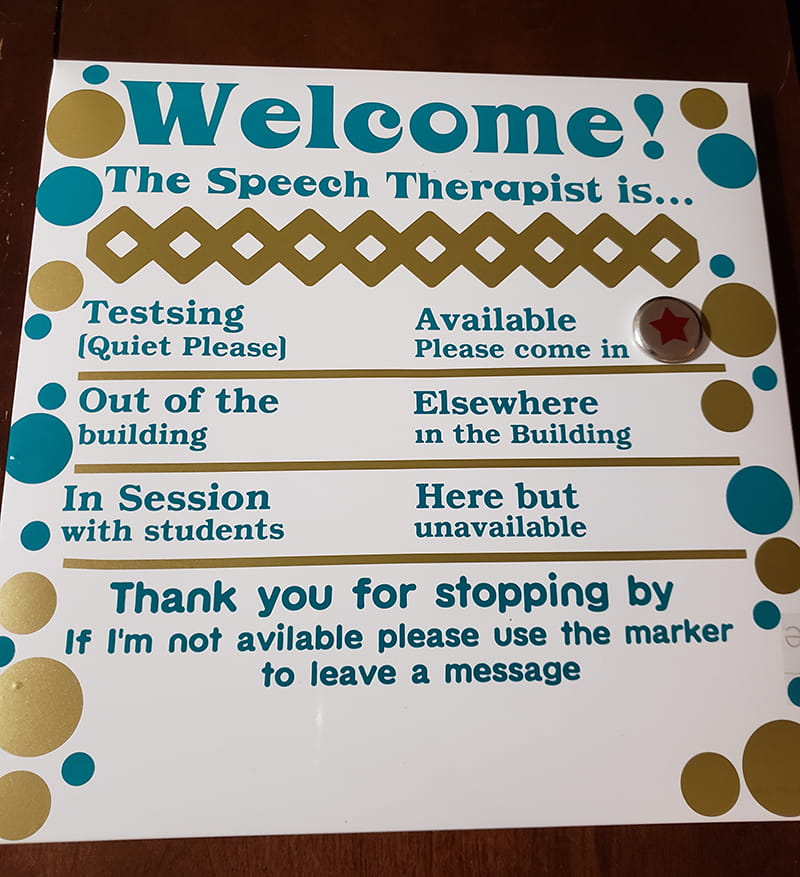 Welcome!
The Speech Therapist is...
Testsing
(Quiet Please)
Available
Please come in
Out of the
building
Elsewhere
in the Building
In Session
with students
Here but
unavailable
Thank you for stopping by
If I'm not avilable please use the marker
to leave a message